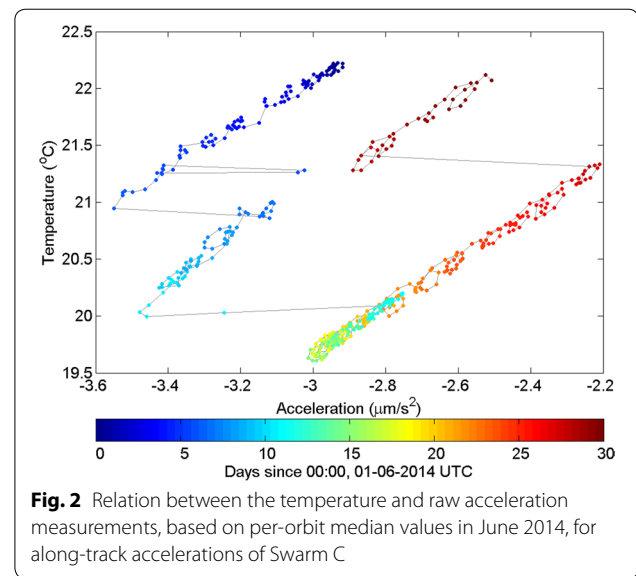 22.5
22
21.5
21
20.5
20
19.5
Temperature (°C)
-3.6 -3.4 -3.2 -3 -2.8 -2.6 -2.4 -2.2
Acceleration (μm/s²)
0 5 10 15 20 25 30
Days since 00:00, 01-06-2014 UTC
Fig. 2 Relation between the temperature and raw acceleration
measurements, based on per-orbit median values in June 2014, for
along-track accelerations of Swarm C